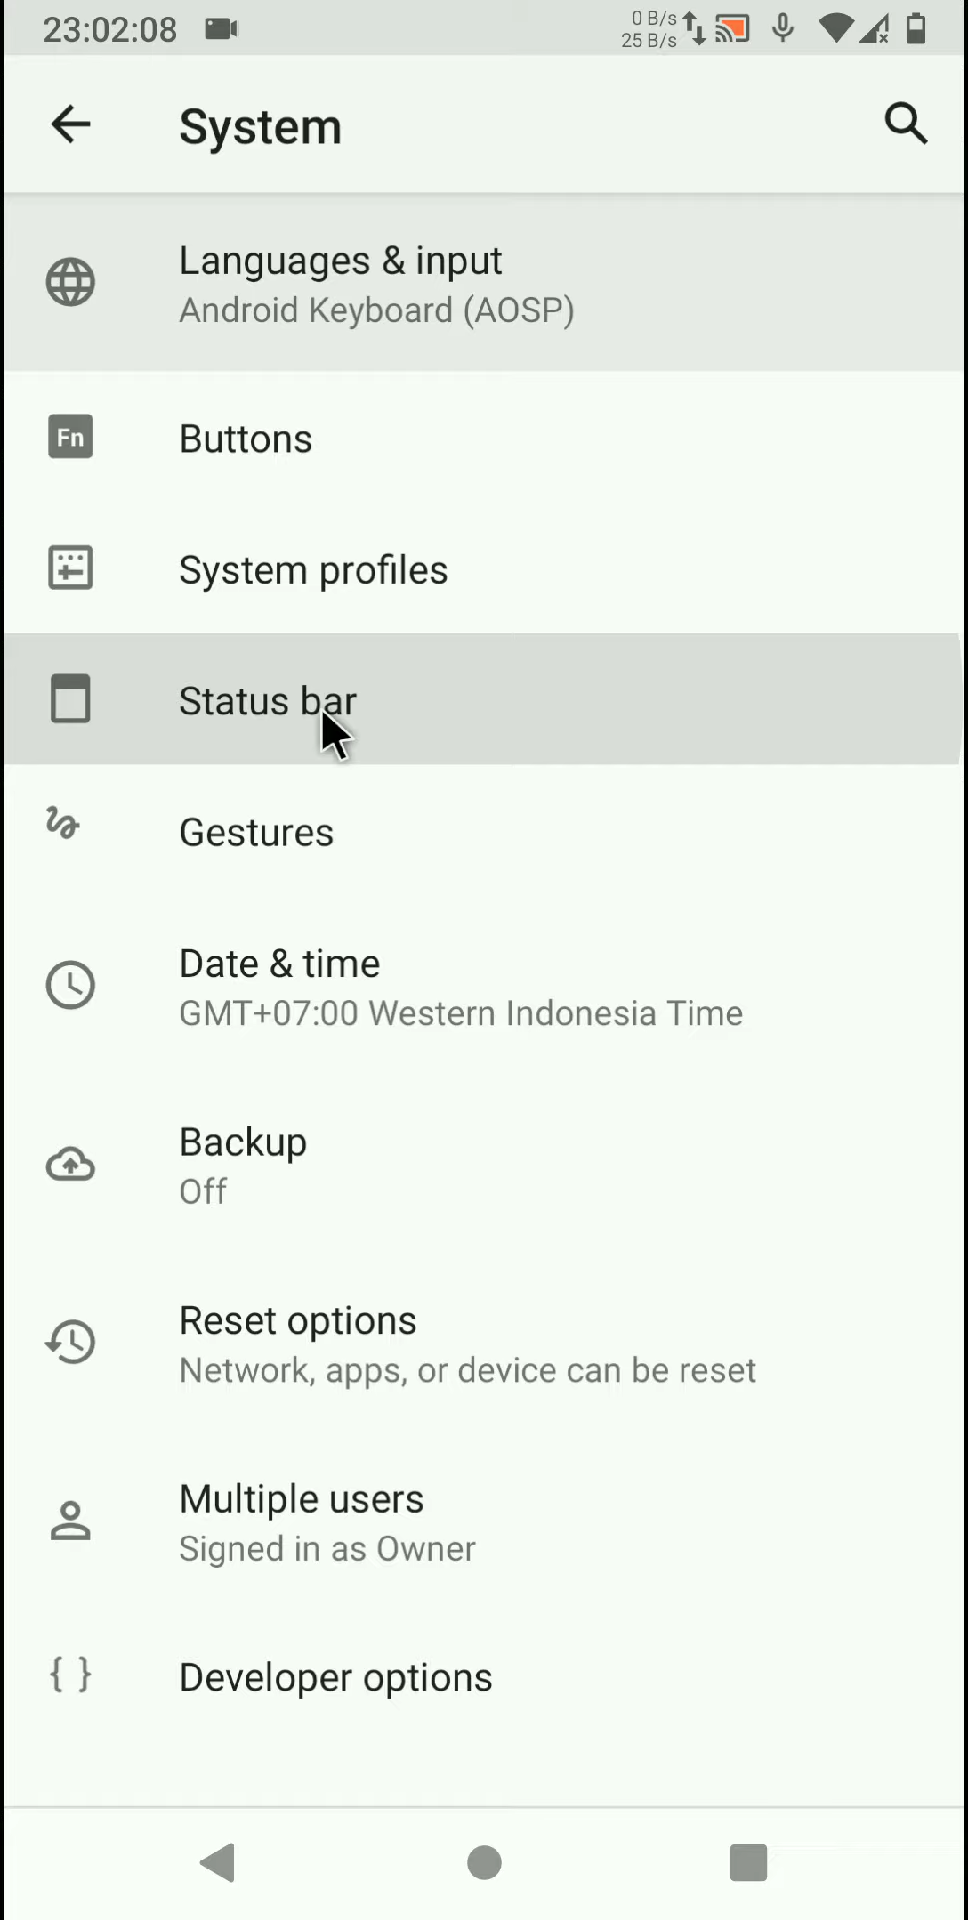 23:02:08
0 B/s
25 B/s
System
Languages & input
Android Keyboard (AOSP)
Fn
Buttons
System profiles
Status bar
Gestures
Date & time
GMT+07:00 Western Indonesia Time
Backup
Off
Reset options
Network, apps, or device can be reset
Multiple users
Signed in as Owner
{ }
Developer options